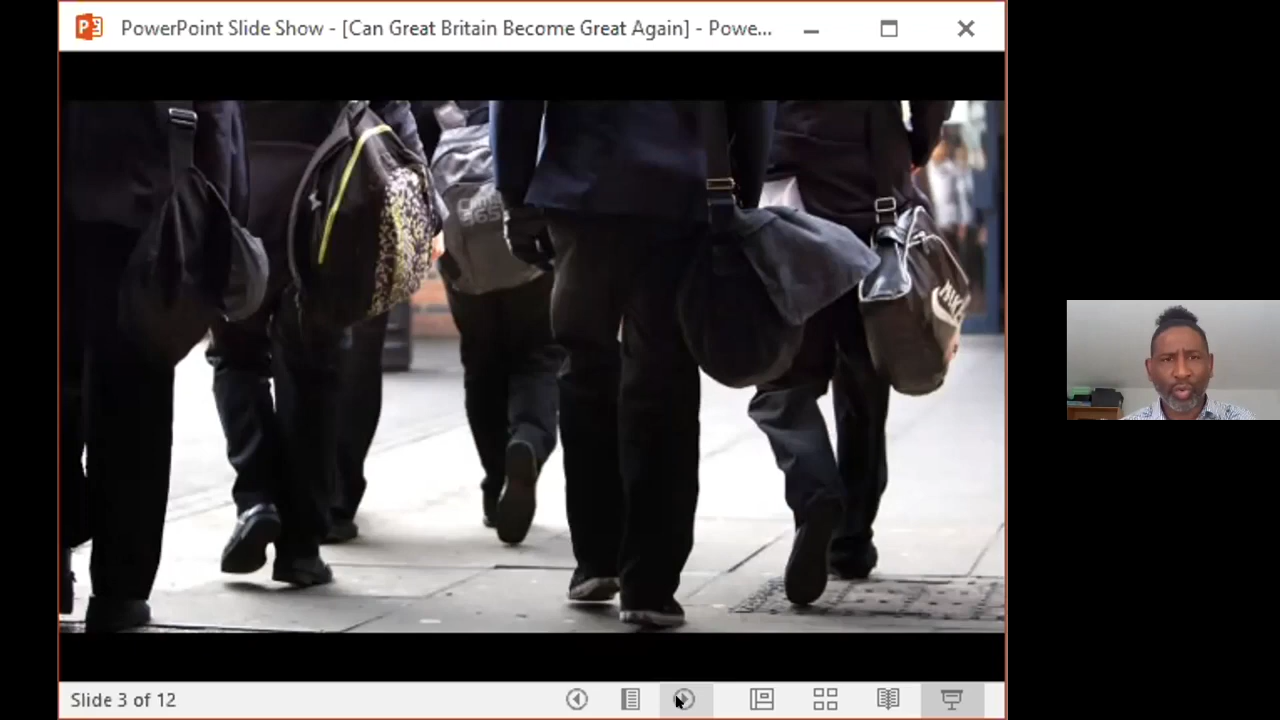 PowerPoint Slide Show - [Can Great Britain Become Great Again] - Powe...
Slide 3 of 12